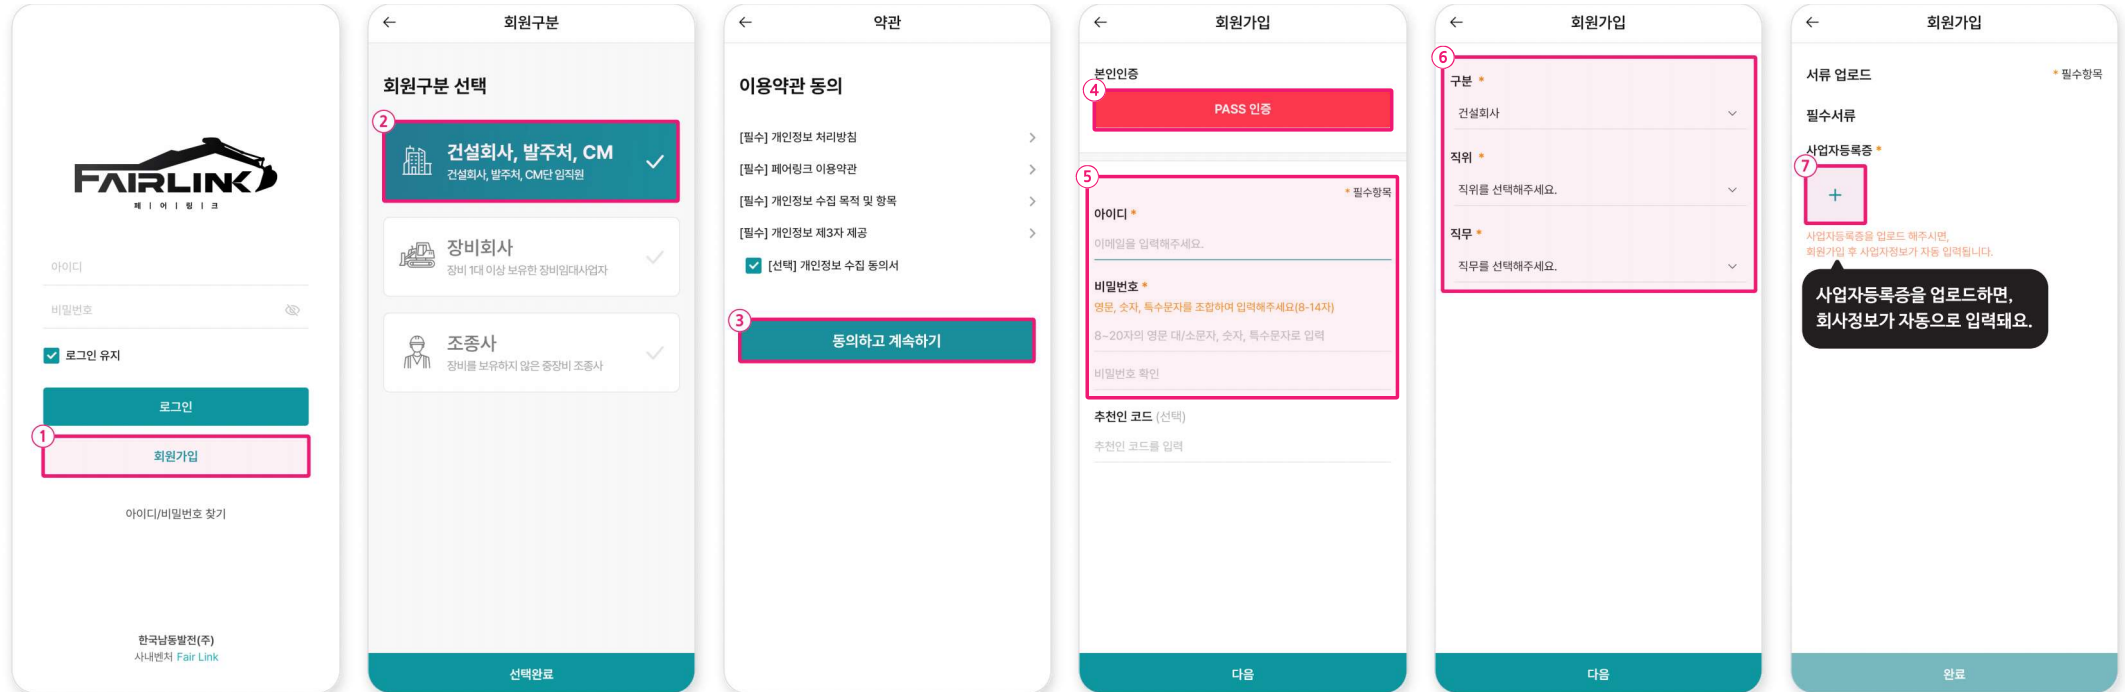 FAIRLINK
페 | 어 | 링 | 크
아이디
비밀번호
로그인 유지
로그인
①
회원가입
아이디/비밀번호 찾기
한국남동발전(주)
사내벤처 Fair Link
회원구분
회원구분 선택
②
건설회사, 발주처, CM
건설회사, 발주처, CM단 임직원
장비회사
장비 1대 이상 보유한 장비임대사업자
조종사
장비를 보유하지 않은 중장비 조종사
선택완료
약관
이용약관 동의
[필수] 개인정보 처리방침
[필수] 페어링크 이용약관
[필수] 개인정보 수집 목적 및 항목
[필수] 개인정보 제3자 제공
[선택] 개인정보 수집 동의서
③
동의하고 계속하기
회원가입
본인인증
④
PASS 인증
⑤
* 필수항목
아이디 *
이메일을 입력해주세요.
비밀번호 *
영문, 숫자, 특수문자를 조합하여 입력해주세요(8-14자)
8~20자의 영문 대/소문자, 숫자, 특수문자로 입력
비밀번호 확인
추천인 코드 (선택)
추천인 코드를 입력
다음
회원가입
⑥
구분 *
건설회사
직위 *
직위를 선택해주세요.
직무 *
직무를 선택해주세요.
다음
회원가입
서류 업로드 * 필수항목
필수서류
사업자등록증 *
⑦
+
사업자등록증을 업로드 해주시면,
회원가입 후 사업자정보가 자동 입력됩니다.
사업자등록증을 업로드하면,
회사정보가 자동으로 입력돼요.
완료